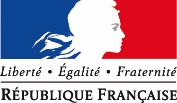 Liberté • Égalité • Fraternité
RÉPUBLIQUE FRANÇAISE